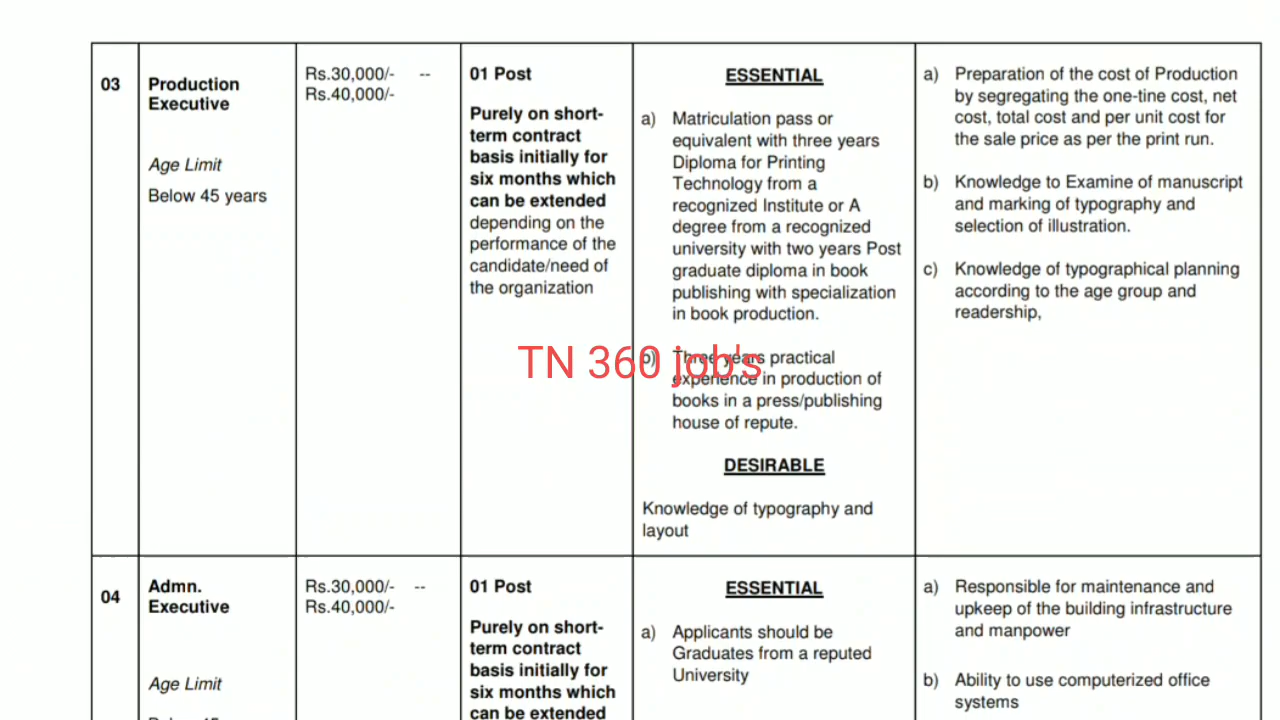 03
Production
Executive
Age Limit
Below 45 years
Rs.30,000/- --
Rs.40,000/-
01 Post
Purely on short-
term contract
basis initially for
six months which
can be extended
depending on the
performance of the
candidate/need of
the organization
ESSENTIAL
a) Matriculation pass or
equivalent with three years
Diploma for Printing
Technology from a
recognized Institute or A
degree from a recognized
university with two years Post
graduate diploma in book
publishing with specialization
in book production.
b) Three years practical
experience in production of
books in a press/publishing
house of repute.
DESIRABLE
Knowledge of typography and
layout
a) Preparation of the cost of Production
by segregating the one-tine cost, net
cost, total cost and per unit cost for
the sale price as per the print run.
b) Knowledge to Examine of manuscript
and marking of typography and
selection of illustration.
c) Knowledge of typographical planning
according to the age group and
readership,
TN 360 job's
04
Admn.
Executive
Age Limit
Rs.30,000/- --
Rs.40,000/-
01 Post
Purely on short-
term contract
basis initially for
six months which
can be extended
ESSENTIAL
a) Applicants should be
Graduates from a reputed
University
a) Responsible for maintenance and
upkeep of the building infrastructure
and manpower
b) Ability to use computerized office
systems